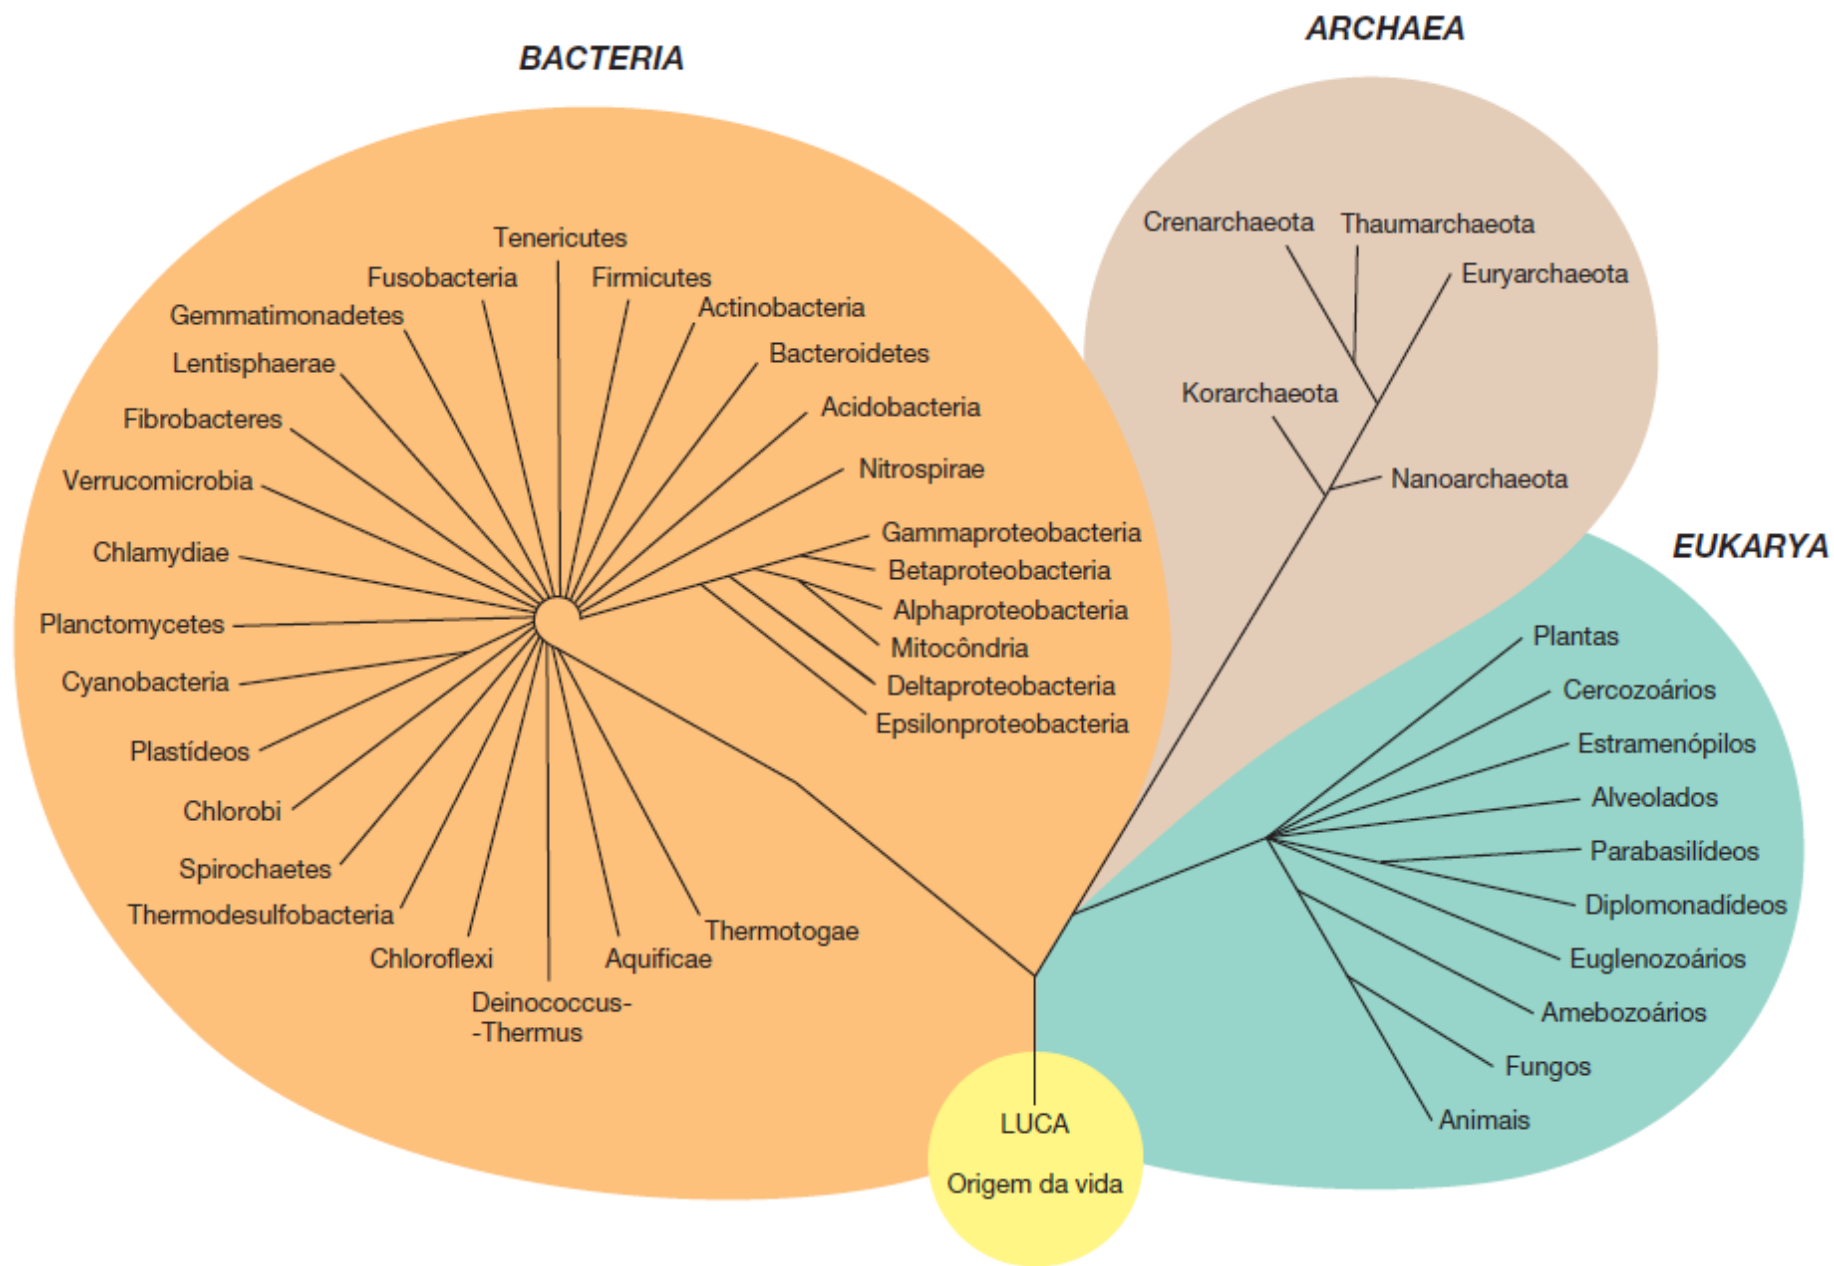 ARCHAEA
BACTERIA
Crenarchaeota
Thaumarchaeota
Euryarchaeota
Korarchaeota
Nanoarchaeota
Tenericutes
Fusobacteria
Firmicutes
Gemmatimonadetes
Actinobacteria
Lentisphaerae
Bacteroidetes
Fibrobacteres
Acidobacteria
Verrucomicrobia
Nitrospirae
Chlamydiae
Gammaproteobacteria
Betaproteobacteria
Alphaproteobacteria
Mitocôndria
Deltaproteobacteria
Epsilonproteobacteria
Planctomycetes
Cyanobacteria
Plastídeos
Chlorobi
Spirochaetes
Thermodesulfobacteria
Chloroflexi
Deinococcus-
-Thermus
Aquificae
Thermotogae
EUKARYA
Plantas
Cercozoários
Estramenópilos
Alveolados
Parabasilídeos
Diplomonadídeos
Euglenozoários
Amebozoários
Fungos
Animais
LUCA
Origem da vida